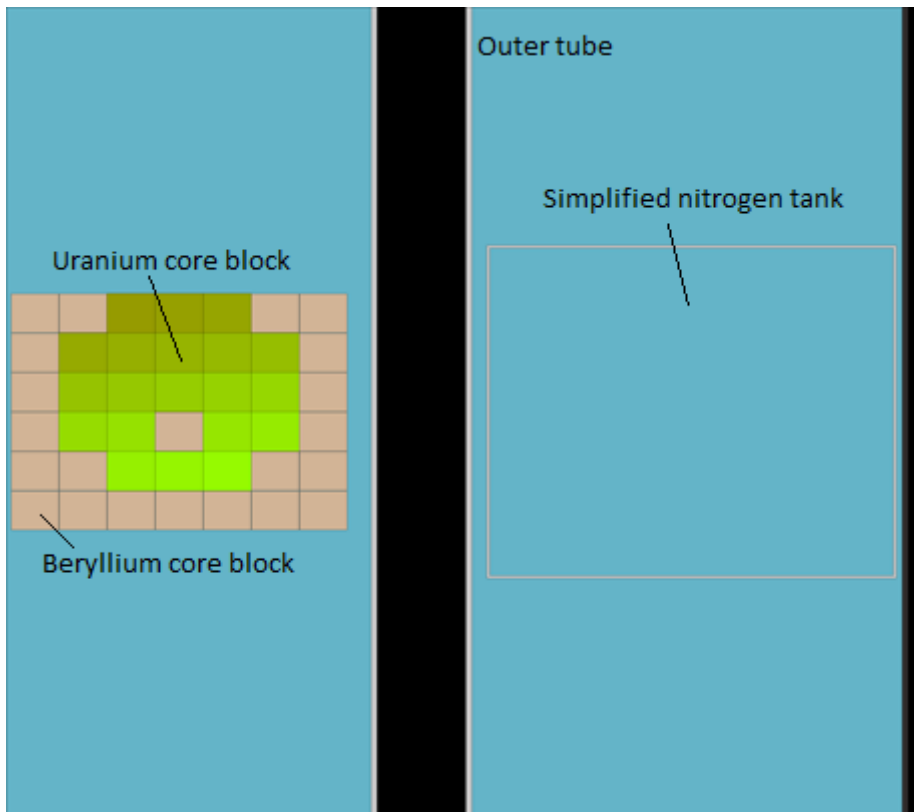 Outer tube
Simplified nitrogen tank
Uranium core block
Beryllium core block